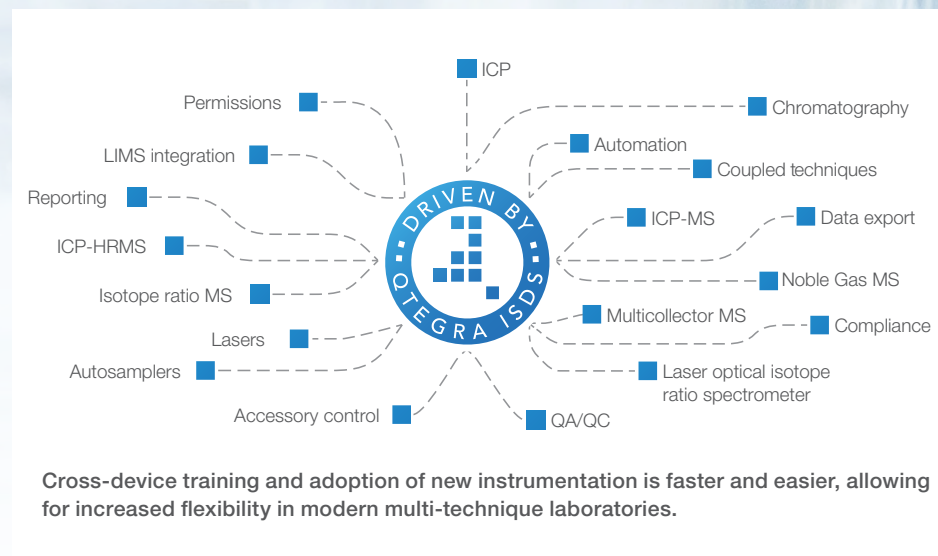 ICP
Permissions
Chromatography
Automation
LIMS integration
Coupled techniques
Reporting
ICP-MS
Data export
ICP-HRMS
Noble Gas MS
Isotope ratio MS
Multicollector MS
Compliance
Lasers
Autosamplers
Laser optical isotope
ratio spectrometer
Accessory control
QA/QC
DRIVEN BY
QTEGRA ISDS
Cross-device training and adoption of new instrumentation is faster and easier, allowing
for increased flexibility in modern multi-technique laboratories.